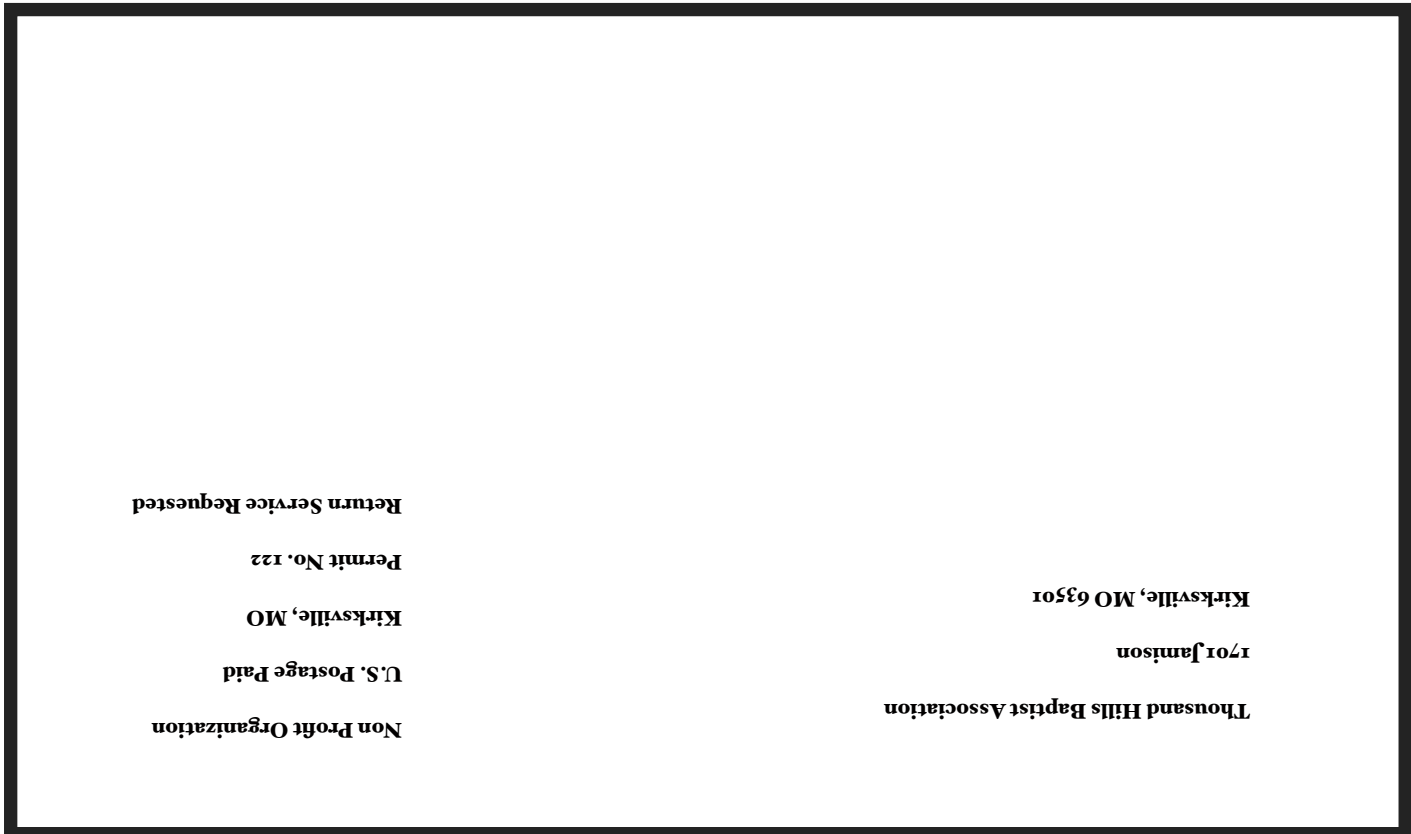 Thousand Hills Baptist Association
1701 Jamison
Kirksville, MO 63501
Non Profit Organization
U.S. Postage Paid
Kirksville, MO
Permit No. 122
Return Service Requested